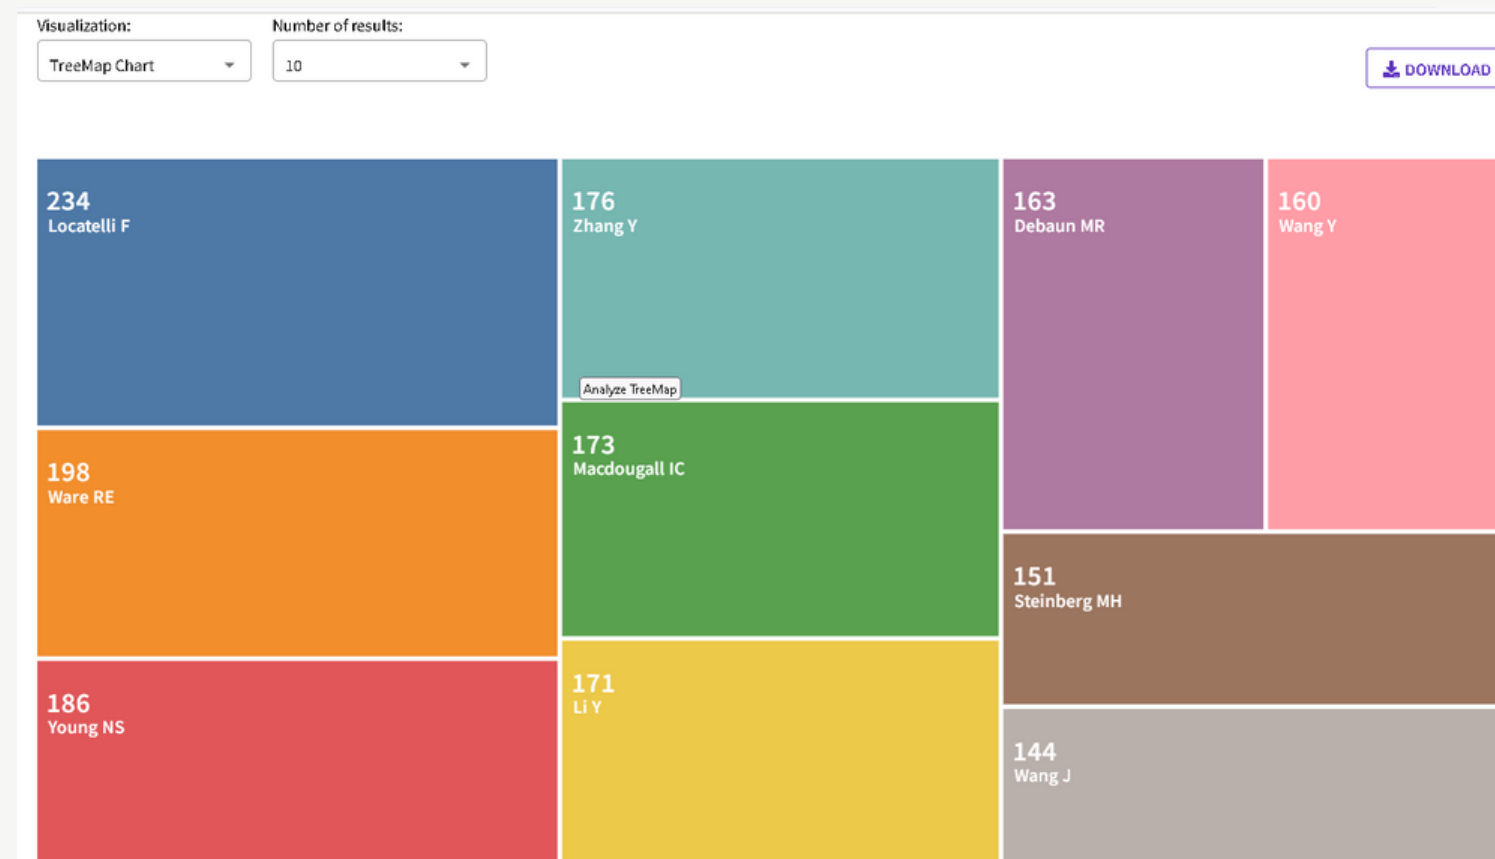 Visualization:
Number of results:
TreeMap Chart
10
DOWNLOAD
234
Locatelli F
198
Ware RE
186
Young NS
176
Zhang Y
Analyze TreeMap
173
Macdougall IC
171
Li Y
163
Debaun MR
160
Wang Y
151
Steinberg MH
144
Wang J